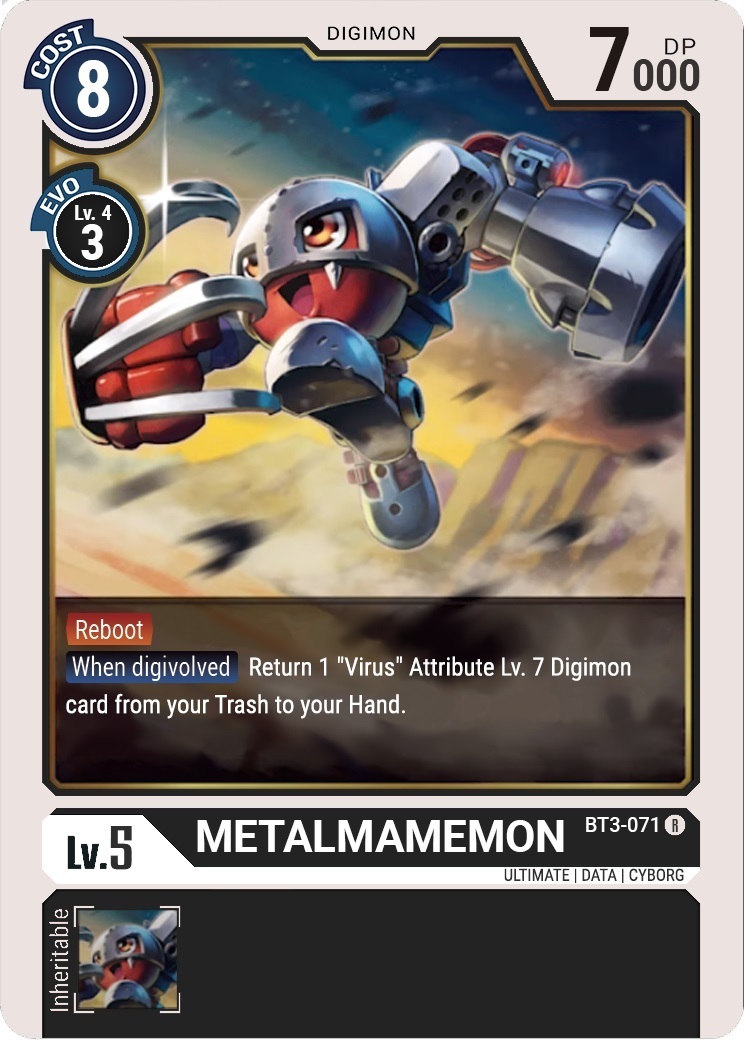 DIGIMON
COST
8
7000
DP
EVO
Lv. 4
3
Reboot
When digivolved Return 1 "Virus" Attribute Lv. 7 Digimon
card from your Trash to your Hand.
Lv.5
METALMAMEMON
BT3-071 R
ULTIMATE | DATA | CYBORG
Inheritable